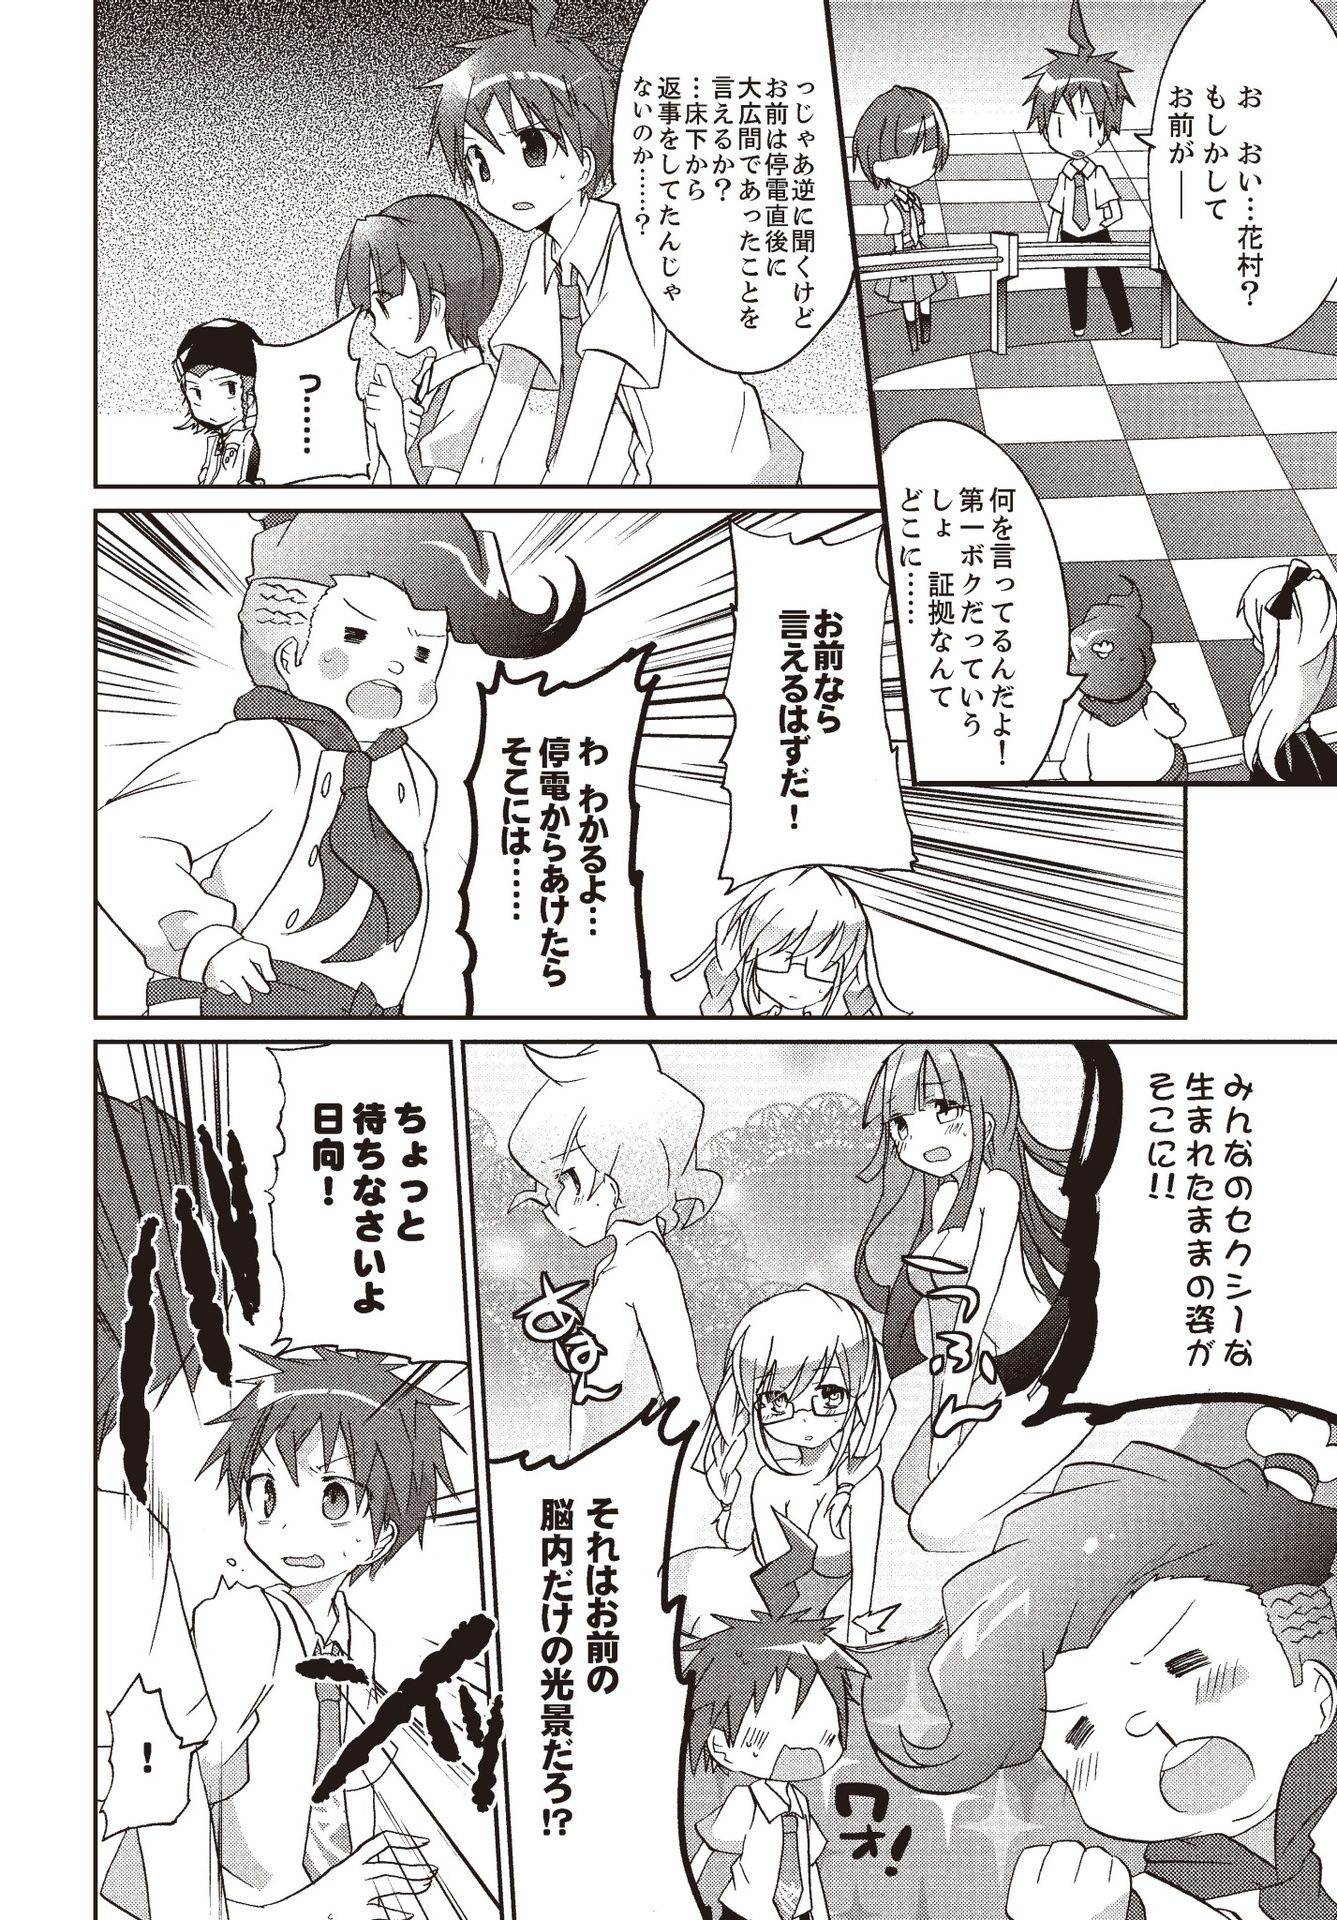 お　おい…花村？
もしかして
お前が――
何を言ってるんだよ！
第一ボクだっていう
しょ　証拠なんて
どこに……
っじゃあ逆に聞くけど
お前は停電直後に
大広間であったことを
言えるか？
…床下から
返事をしてたんじゃ
ないのか……？
っ……
お前なら
言えるはずだ！
わ　わかるよ…
停電からあけたら
そこには……
みんなのセクシーな
生まれたままの姿が
そこに!!
うっふん
あはん
ワオ！
それはお前の
脳内だけの光景だろ!?
ちょっと
待ちなさいよ
日向！
！